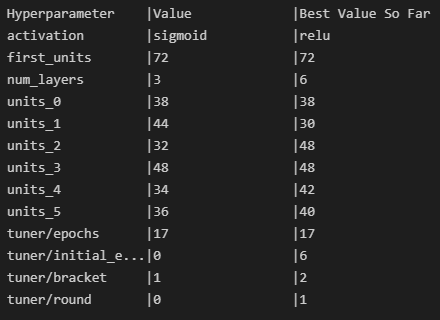 Hyperparameter    |Value             |Best Value So Far
activation        |sigmoid           |relu
first_units       |72                |72
num_layers        |3                 |6
units_0           |38                |38
units_1           |44                |30
units_2           |32                |48
units_3           |48                |48
units_4           |34                |42
units_5           |36                |40
tuner/epochs      |17                |17
tuner/initial_e...|0                 |6
tuner/bracket     |1                 |2
tuner/round       |0                 |1